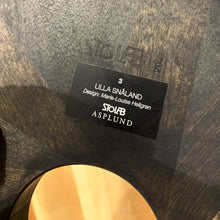 3
LILLA SNÅLAND
Design: Marie-Louise Hellgren
STOLAB
ASPLUND